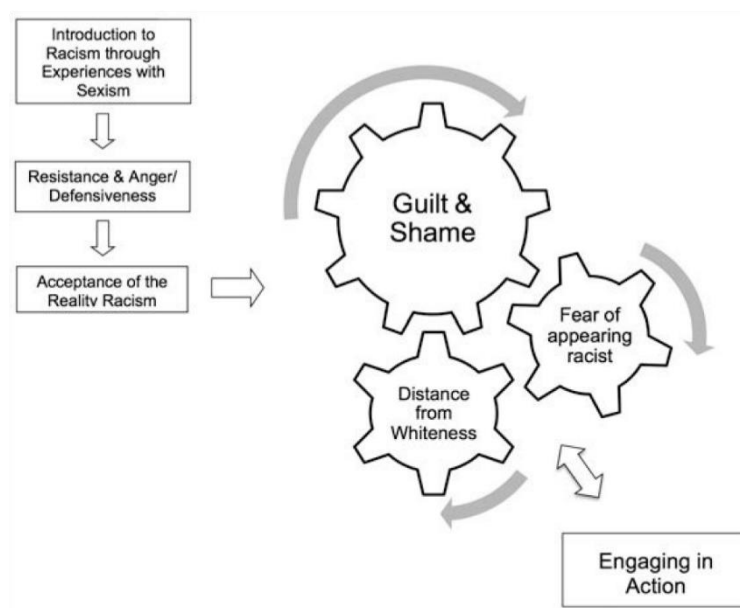 Introduction to
Racism through
Experiences with
Sexism
Resistance & Anger/
Defensiveness
Acceptance of the
Reality Racism
Guilt &
Shame
Fear of
appearing
racist
Distance
from
Whiteness
Engaging in
Action